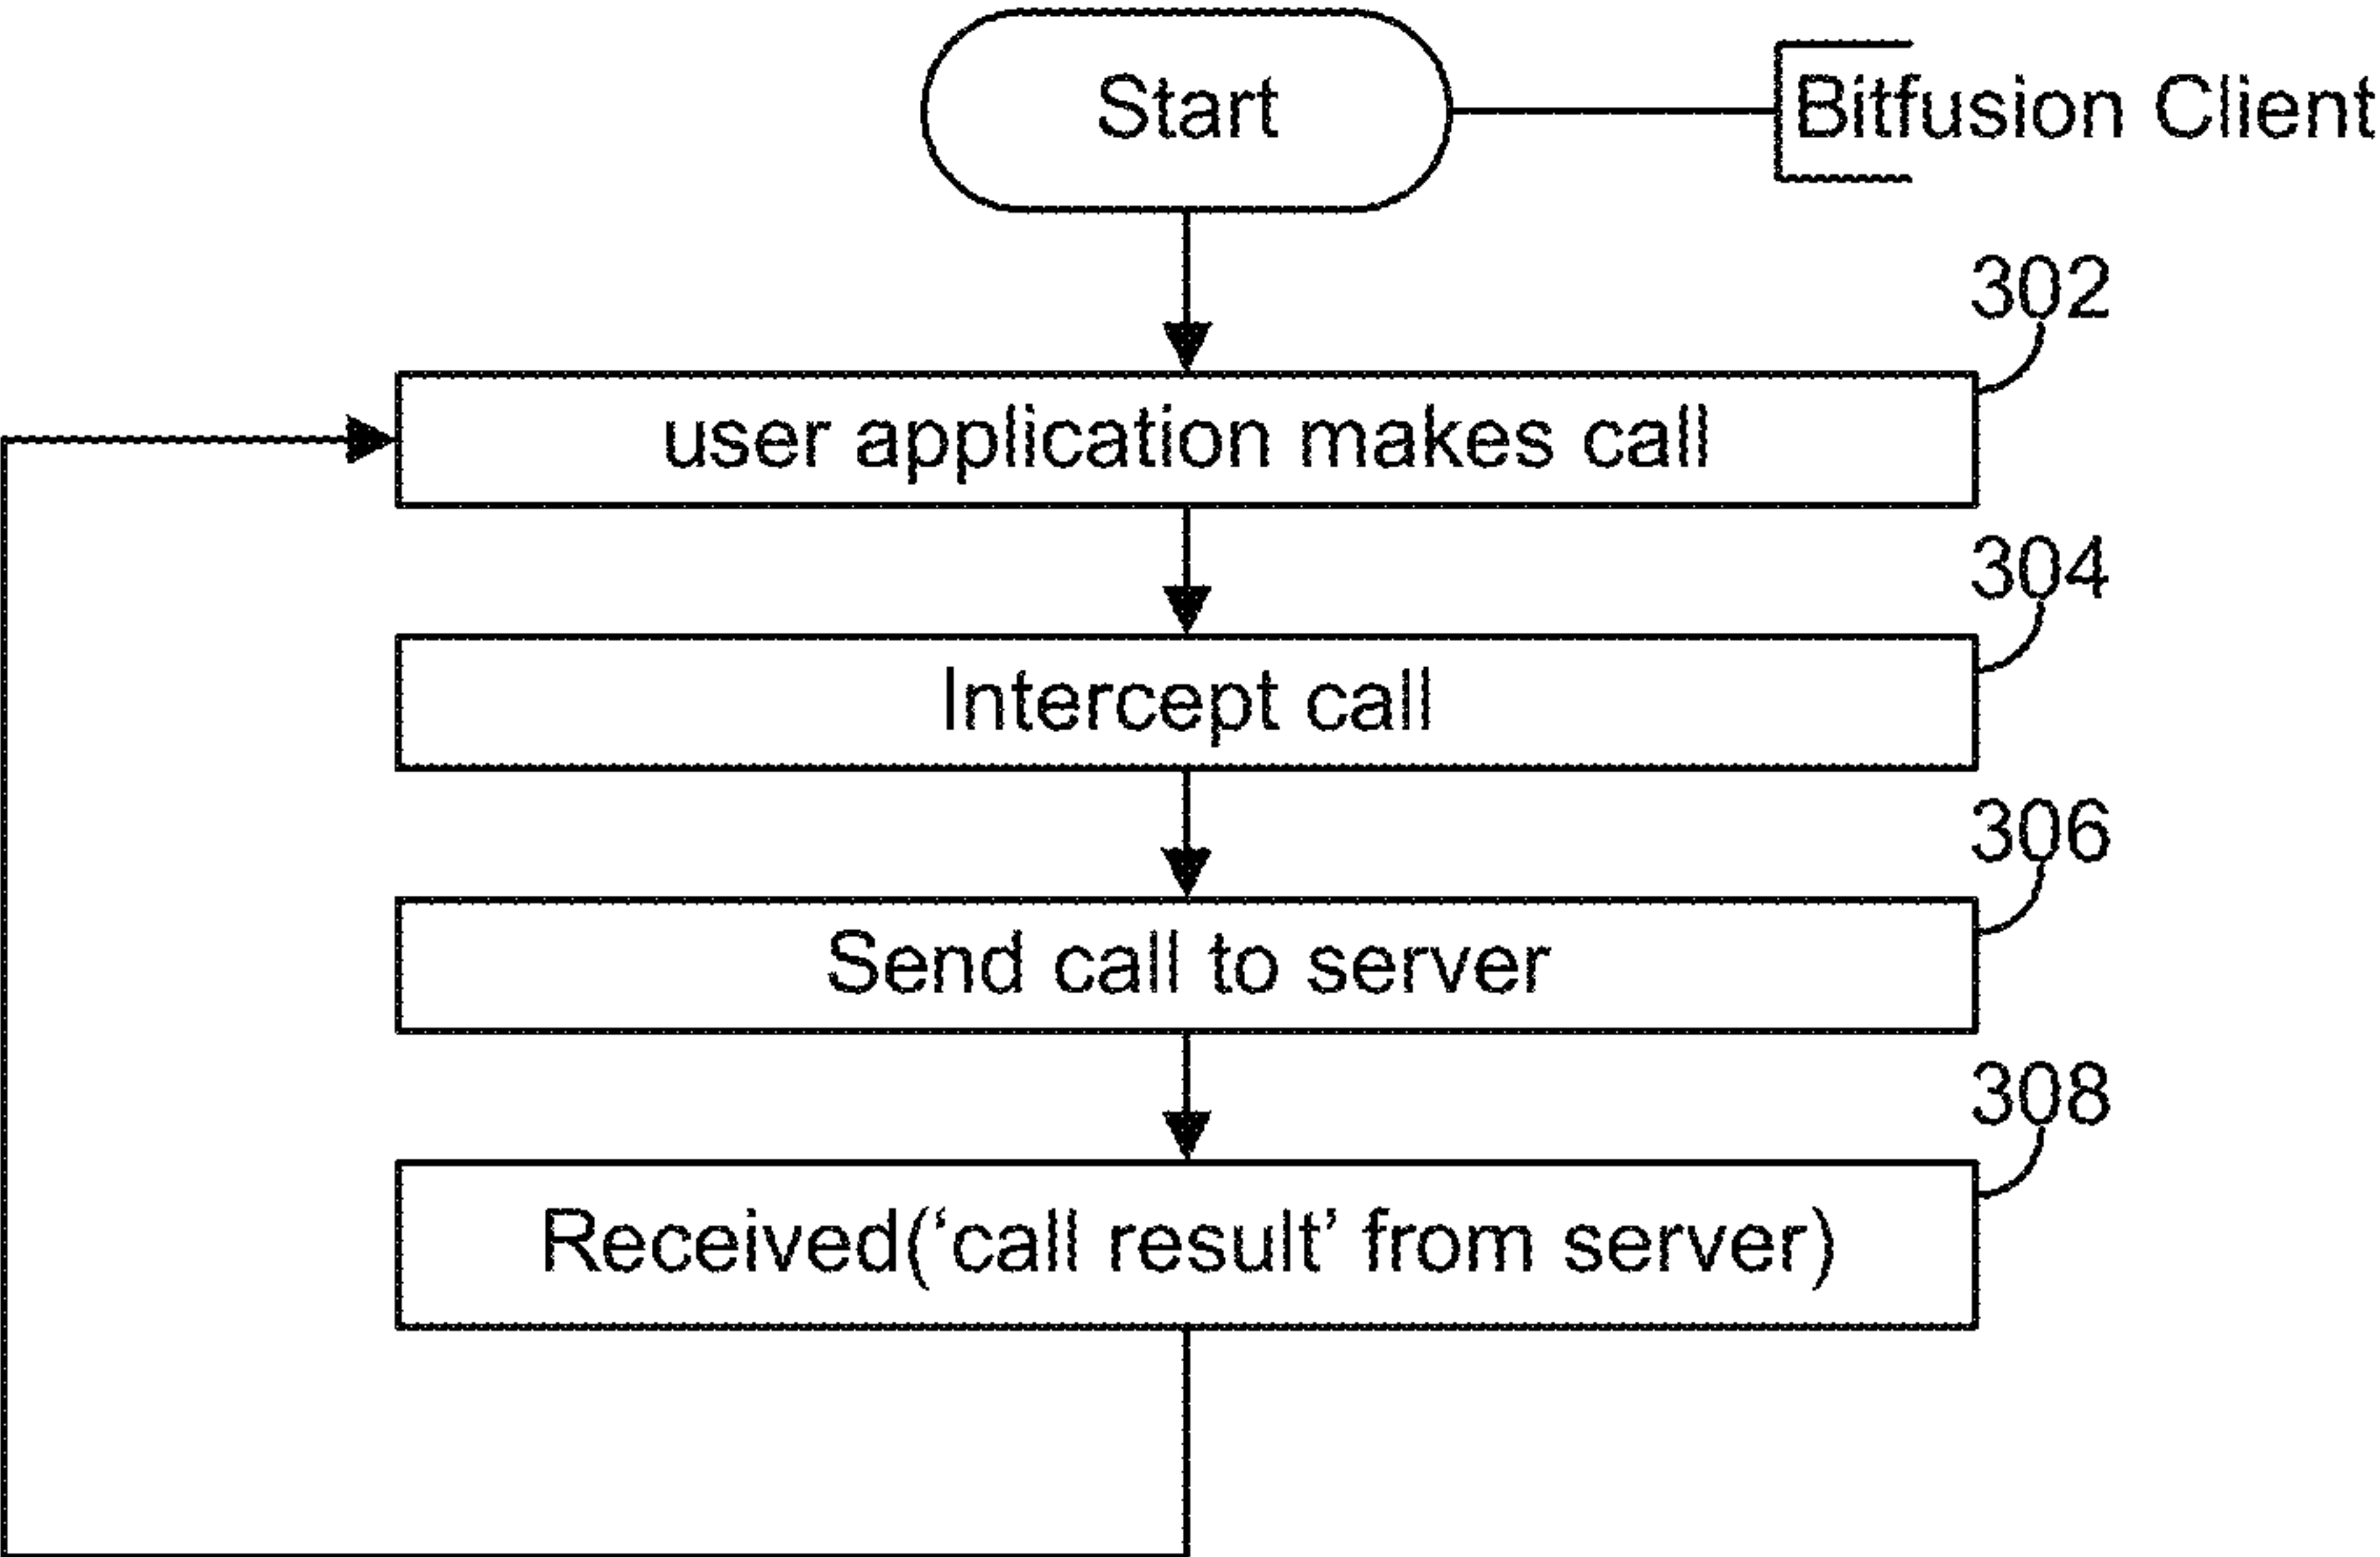 Start
Bitfusion Client
302
user application makes call
304
Intercept call
306
Send call to server
308
Received(‘call result’ from server)